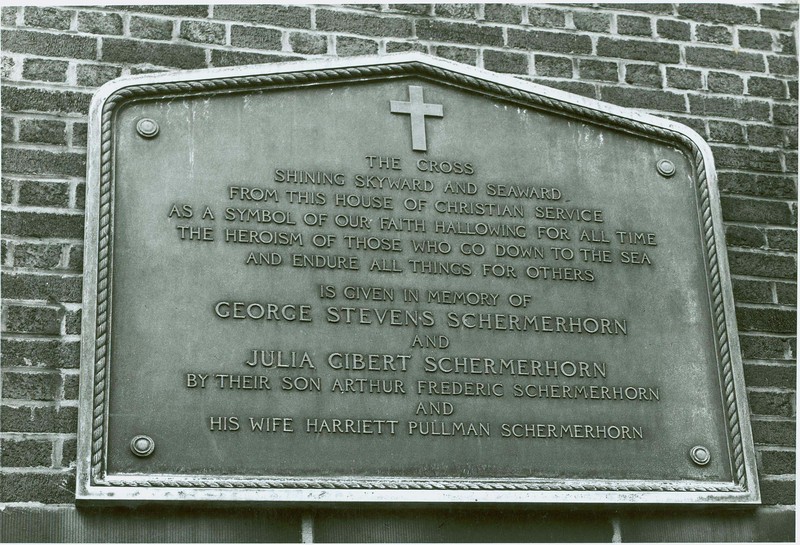 THE CROSS
SHINING SKYWARD AND SEAWARD
FROM THIS HOUSE OF CHRISTIAN SERVICE
AS A SYMBOL OF OUR FAITH HALLOWING FOR ALL TIME
THE HEROISM OF THOSE WHO GO DOWN TO THE SEA
AND ENDURE ALL THINGS FOR OTHERS
IS GIVEN IN MEMORY OF
GEORGE STEVENS SCHERMERHORN
AND
JULIA GIBERT SCHERMERHORN
BY THEIR SON ARTHUR FREDERIC SCHERMERHORN
AND
HIS WIFE HARRIETT PULLMAN SCHERMERHORN